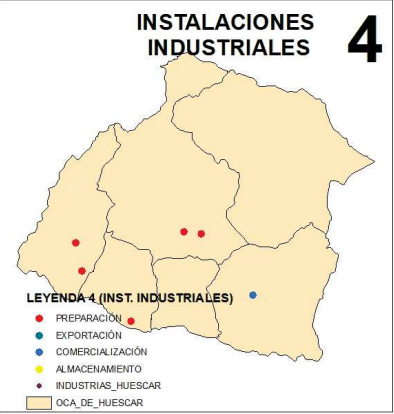 INSTALACIONES
INDUSTRIALES
4
LEYENDA 4 (INST. INDUSTRIALES)
PREPARACIÓN
EXPORTACIÓN
COMERCIALIZACIÓN
ALMACENAMIENTO
INDUSTRIAS_HUESCAR
OCA_DE_HUESCAR